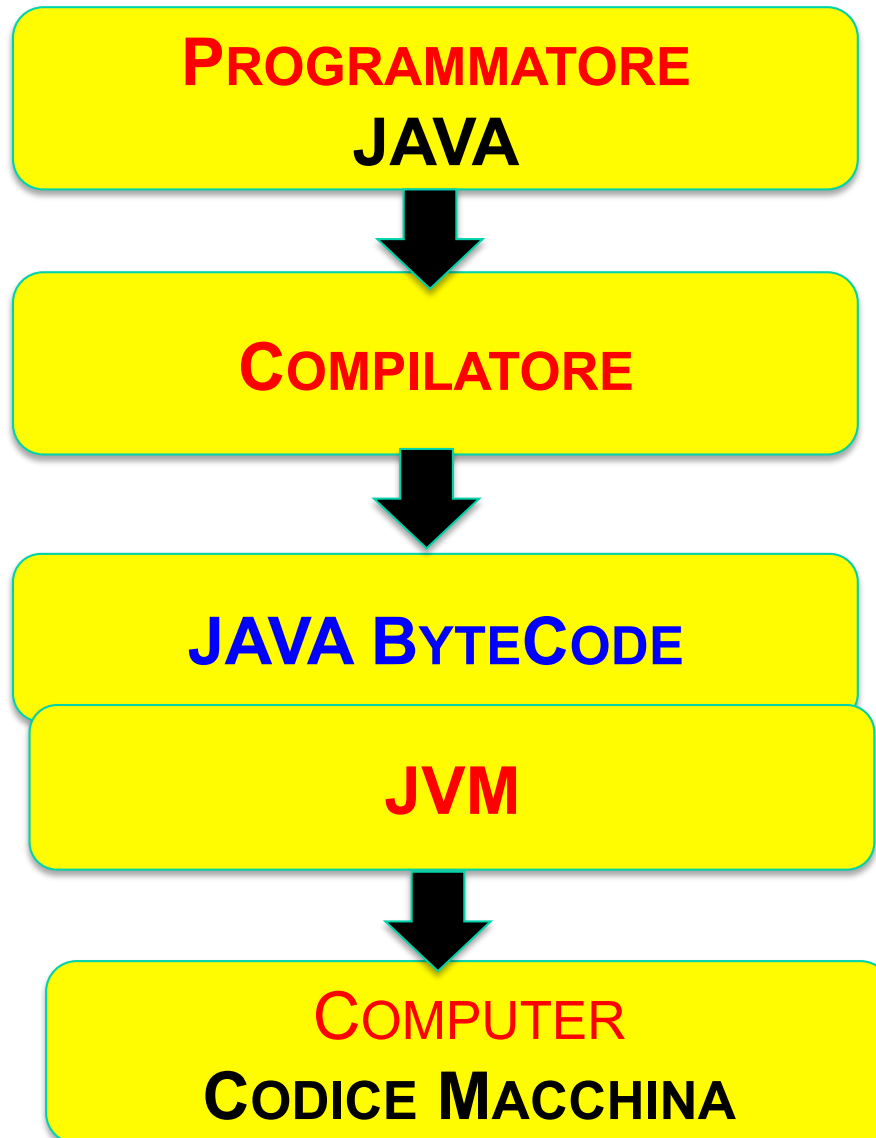 PROGRAMMATORE
JAVA
COMPILATORE
JAVA BYTECODE
JVM
COMPUTER
CODICE MACCHINA